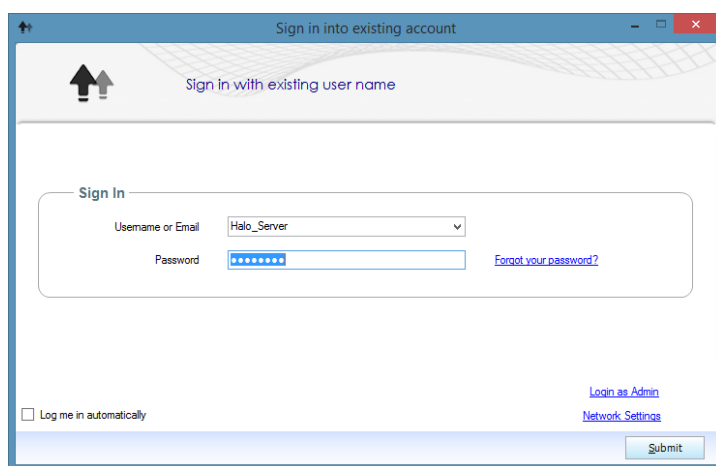 Sign in into existing account
Sign in with existing user name
Sign In
Username or Email Halo_Server
Password ●●●●●●●● Forgot your password?
Login as Admin
Log me in automatically Network Settings
Submit